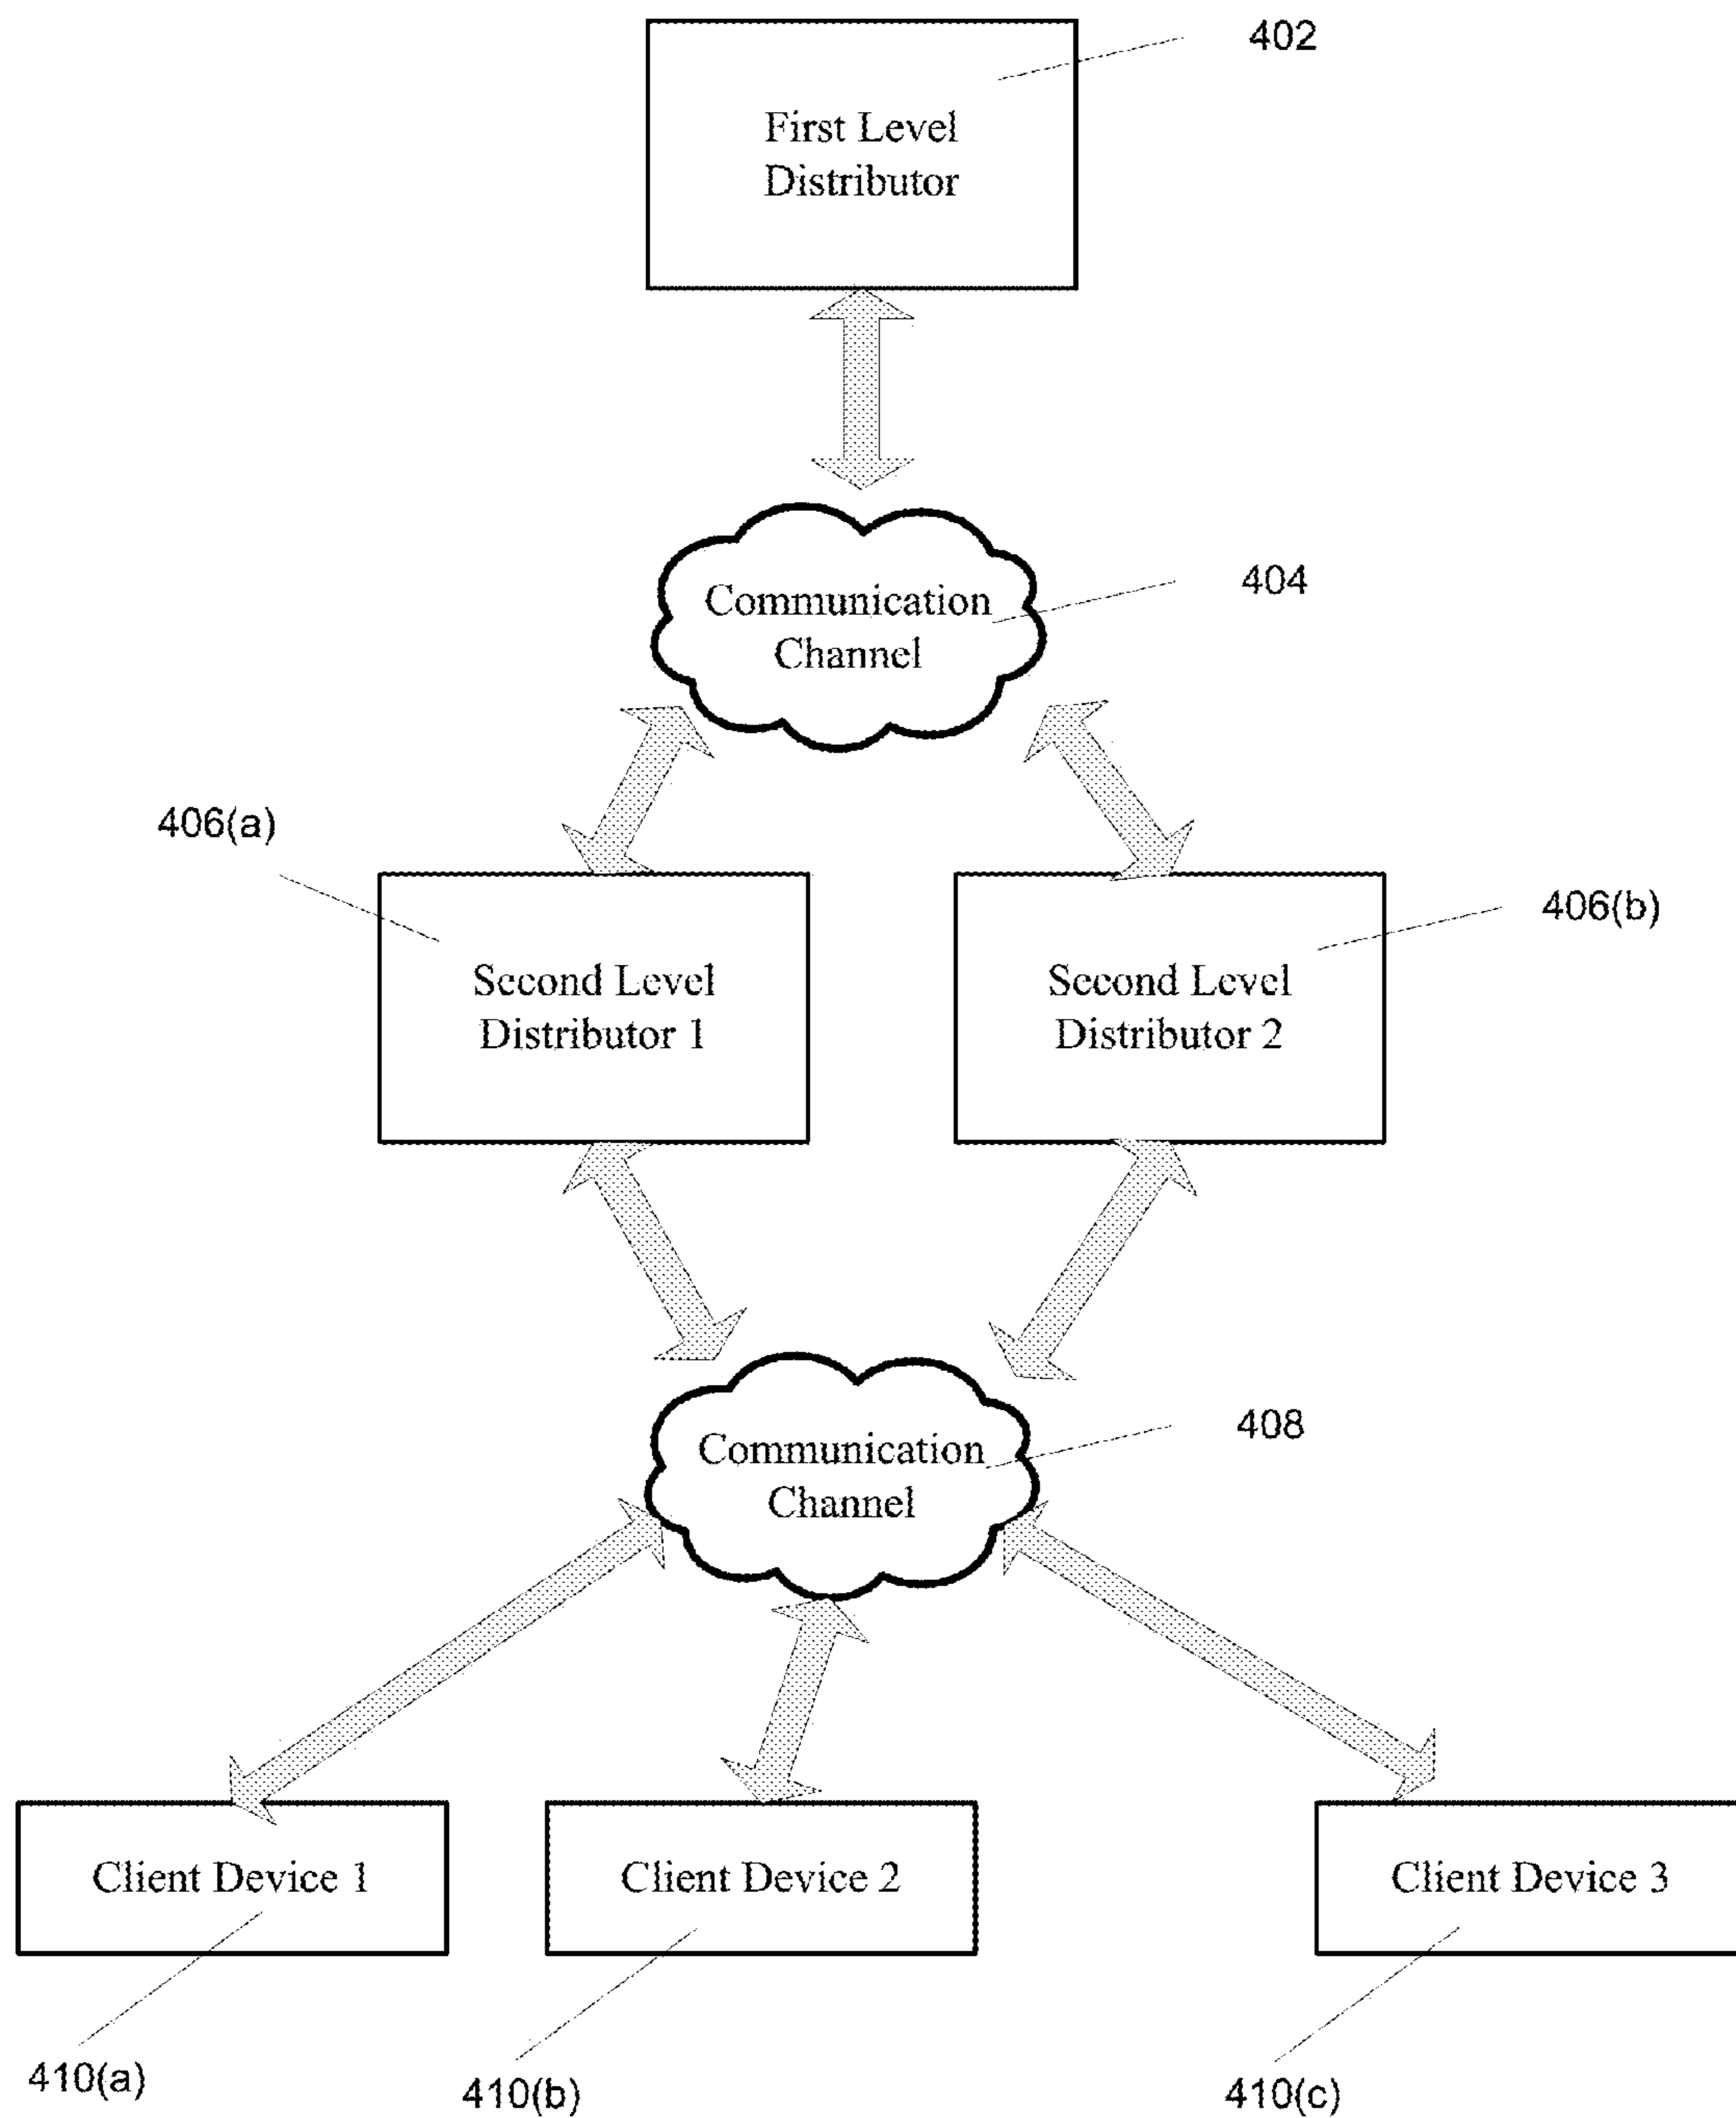 402
First Level
Distributor
404
Communication
Channel
406(a)
406(b)
Second Level
Distributor 1
Second Level
Distributor 2
408
Communication
Channel
Client Device 1
Client Device 2
Client Device 3
410(a)
410(b)
410(c)